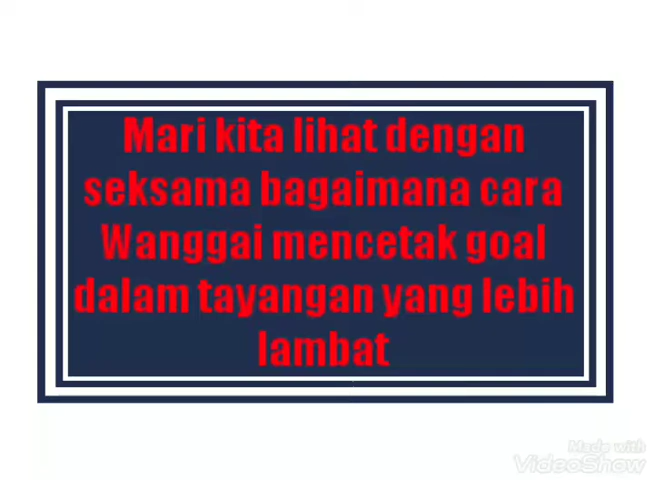 Mari kita lihat dengan
seksama bagaimana cara
Wanggai mencetak goal
dalam tayangan yang lebih
lambat
Made with
VideoShow